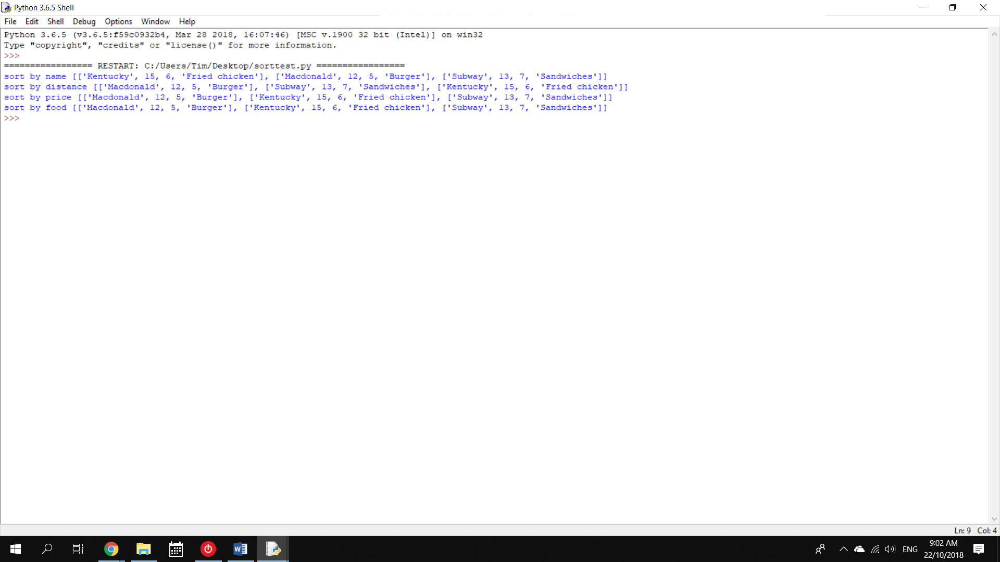 Python 3.6.5 Shell
File Edit Shell Debug Options Window Help
Python 3.6.5 (v3.6.5:f59c0932b4, Mar 28 2018, 16:07:46) [MSC v.1900 32 bit (Intel)] on win32
Type "copyright", "credits" or "license()" for more information.
>>>
================= RESTART: C:/Users/Tim/Desktop/sorttest.py =================
sort by name [['Kentucky', 15, 6, 'Fried chicken'], ['Macdonald', 12, 5, 'Burger'], ['Subway', 13, 7, 'Sandwiches']]
sort by distance [['Macdonald', 12, 5, 'Burger'], ['Subway', 13, 7, 'Sandwiches'], ['Kentucky', 15, 6, 'Fried chicken']]
sort by price [['Macdonald', 12, 5, 'Burger'], ['Kentucky', 15, 6, 'Fried chicken'], ['Subway', 13, 7, 'Sandwiches']]
sort by food [['Macdonald', 12, 5, 'Burger'], ['Kentucky', 15, 6, 'Fried chicken'], ['Subway', 13, 7, 'Sandwiches']]
>>>
Ln: 9 Col: 4
ENG
9:02 AM
22/10/2018